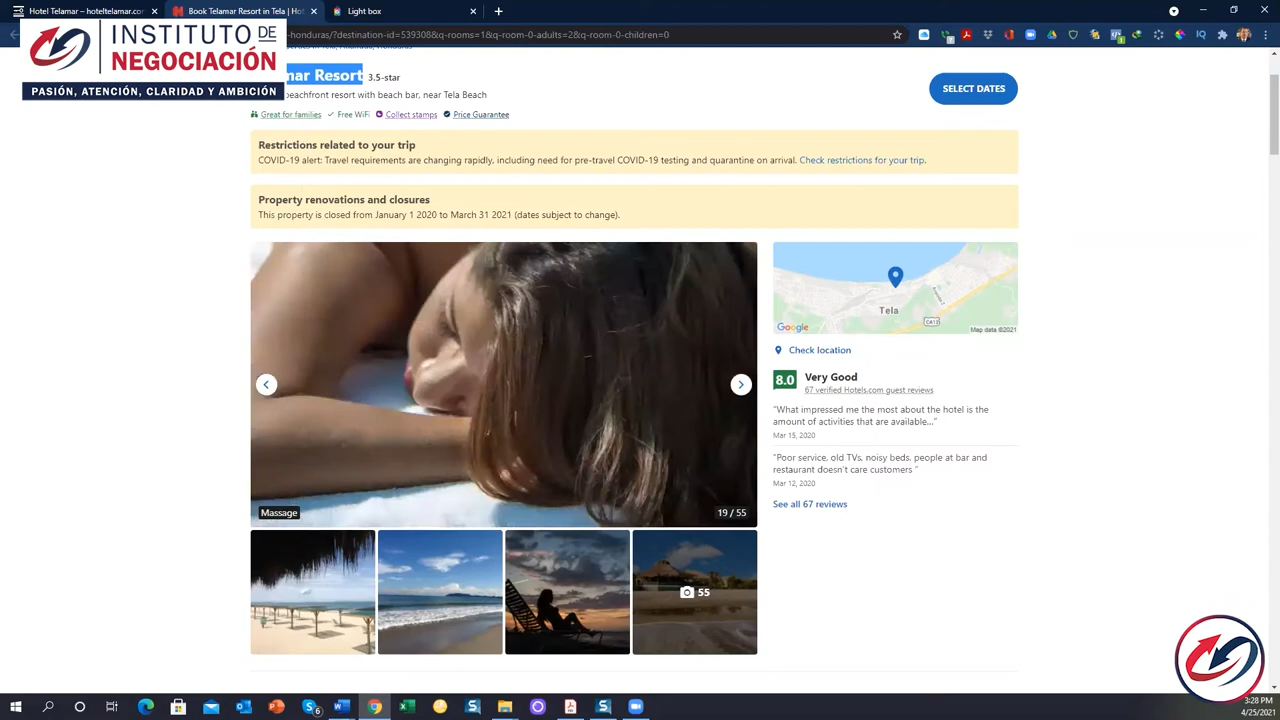 Hotel Telamar - telamar.com
Book Telamar Resort in Tela
-honduras/?destination-id=539308&q-rooms=1&q-room-0-adults=2&q-room-0-children=0
INSTITUTO DE
NEGOCIACIÓN
PASIÓN, ATENCIÓN, CLARIDAD Y AMBICIÓN
mar Resort 3.5-star
beachfront resort with beach bar, near Tela Beach
Great for families Free WiFi Collect stamps Price Guarantee
SELECT DATES
Restrictions related to your trip
COVID-19 alert: Travel requirements are changing rapidly, including need for pre-travel COVID-19 testing and quarantine on arrival. Check restrictions for your trip.
Property renovations and closures
This property is closed from January 1 2020 to March 31 2021 (dates subject to change).
Massage
19 / 55
55
Tela
CA13
Google
Map data ©2021
Check location
8.0 Very Good
67 verified Hotels.com guest reviews
"What impressed me the most about the hotel is the
amount of activities that are available..."
Mar 15, 2020
"Poor service, old TVs, noisy beds, people at bar and
restaurant doesn't care customers "
Mar 12, 2020
See all 67 reviews
3:28 PM
4/25/2021